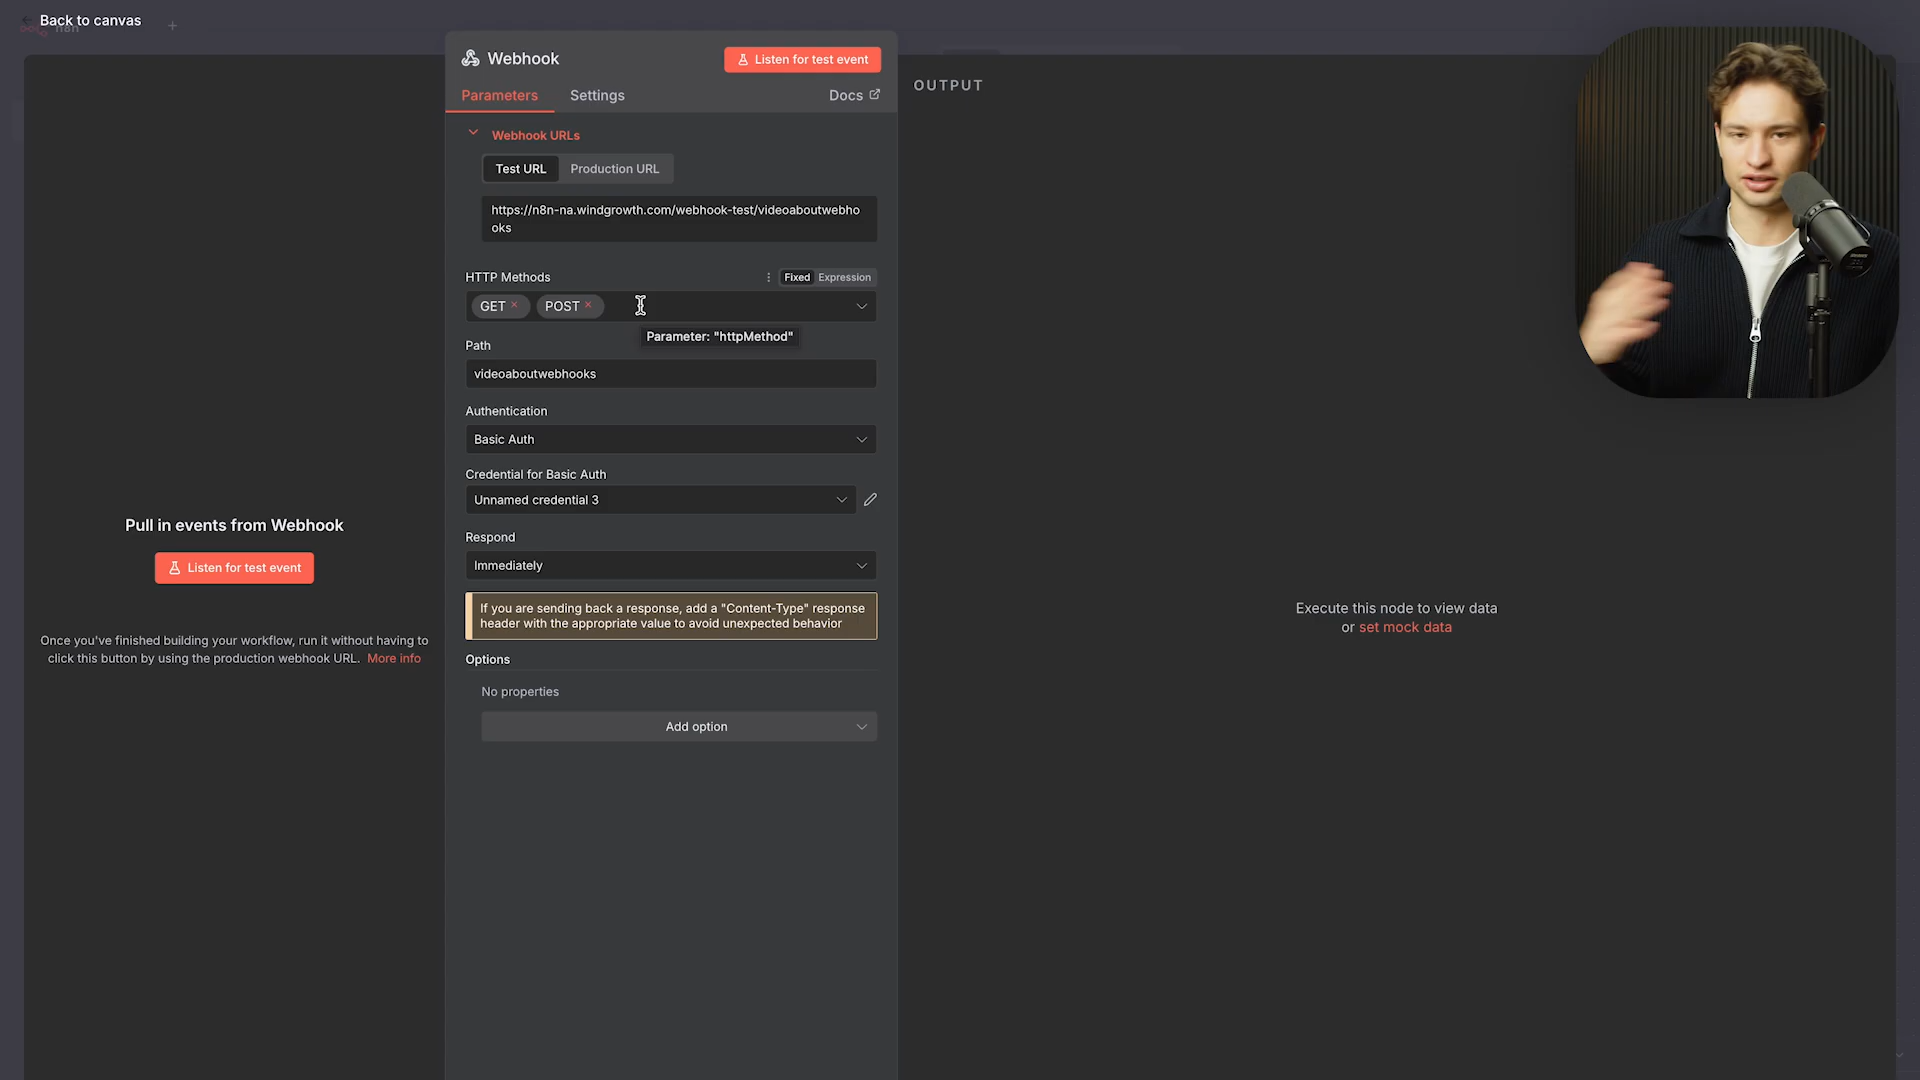 Back to canvas
n8n
Webhook
Listen for test event
Parameters
Settings
Docs
OUTPUT
Webhook URLs
Test URL
Production URL
https://n8n-na.windgrowth.com/webhook-test/videoaboutwebho
oks
HTTP Methods
Fixed
Expression
GET ×
POST ×
Parameter: "httpMethod"
Path
videoaboutwebhooks
Authentication
Basic Auth
Credential for Basic Auth
Unnamed credential 3
Respond
Immediately
If you are sending back a response, add a "Content-Type" response
header with the appropriate value to avoid unexpected behavior
Options
No properties
Add option
Pull in events from Webhook
Listen for test event
Once you've finished building your workflow, run it without having to
click this button by using the production webhook URL. More info
Execute this node to view data
or set mock data